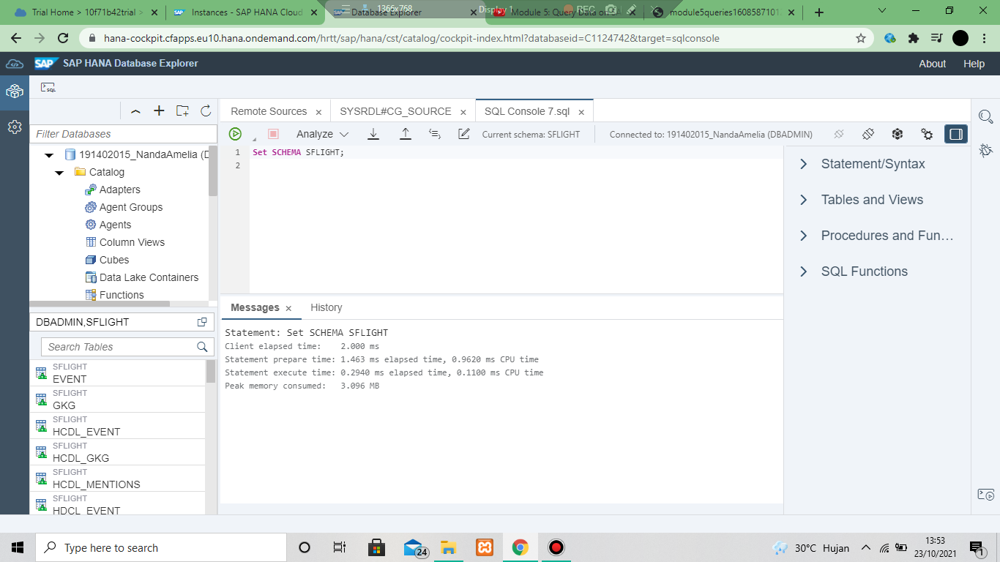 Trial Home > 10f71b42trial >
Instances - SAP HANA Cloud
Database Explorer
Module 5: Query Data on
module5queries1608587101
1366x768
Display 1
REC
hana-cockpit.cfapps.eu10.hana.ondemand.com/hrtt/sap/hana/cst/catalog/cockpit-index.html?databaseid=C1124742&target=sqlconsole
SAP SAP HANA Database Explorer
About Help
SQL
Filter Databases
191402015_NandaAmelia (D
Catalog
Adapters
Agent Groups
Agents
Column Views
Cubes
Data Lake Containers
Functions
DBADMIN,SFLIGHT
Search Tables
SFLIGHT
EVENT
SFLIGHT
GKG
SFLIGHT
HCDL_EVENT
SFLIGHT
HCDL_GKG
SFLIGHT
HCDL_MENTIONS
SFLIGHT
HDCL_EVENT
Remote Sources
SYSRDL#CG_SOURCE
SQL Console 7.sql
Analyze
Current schema: SFLIGHT
Connected to: 191402015_NandaAmelia (DBADMIN)
1 Set SCHEMA SFLIGHT;
2
Messages
History
Statement: Set SCHEMA SFLIGHT
Client elapsed time: 2.000 ms
Statement prepare time: 1.463 ms elapsed time, 0.9620 ms CPU time
Statement execute time: 0.2940 ms elapsed time, 0.1100 ms CPU time
Peak memory consumed: 3.096 MB
Statement/Syntax
Tables and Views
Procedures and Fun…
SQL Functions
Type here to search
24
30°C Hujan
13:53
23/10/2021
1